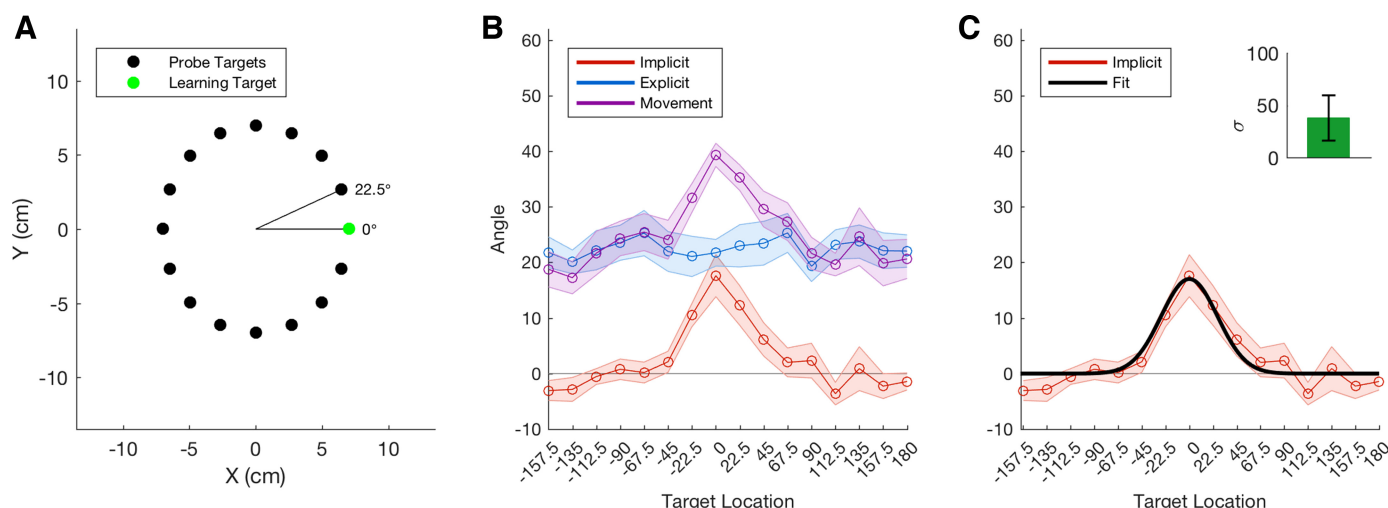 A
Probe Targets
Learning Target
10
5
0
-5
-10
Y (cm)
22.5°
0°
-10 -5 0 5 10
X (cm)
B
Implicit
Explicit
Movement
60
50
40
30
20
10
0
-10
Angle
-157.5 -135 -112.5 -90 -67.5 -45 -22.5 0 22.5 45 67.5 90 112.5 135 157.5 180
Target Location
C
Implicit
Fit
60
50
40
30
20
10
0
-10
100
50
0
σ
-157.5 -135 -112.5 -90 -67.5 -45 -22.5 0 22.5 45 67.5 90 112.5 135 157.5 180
Target Location